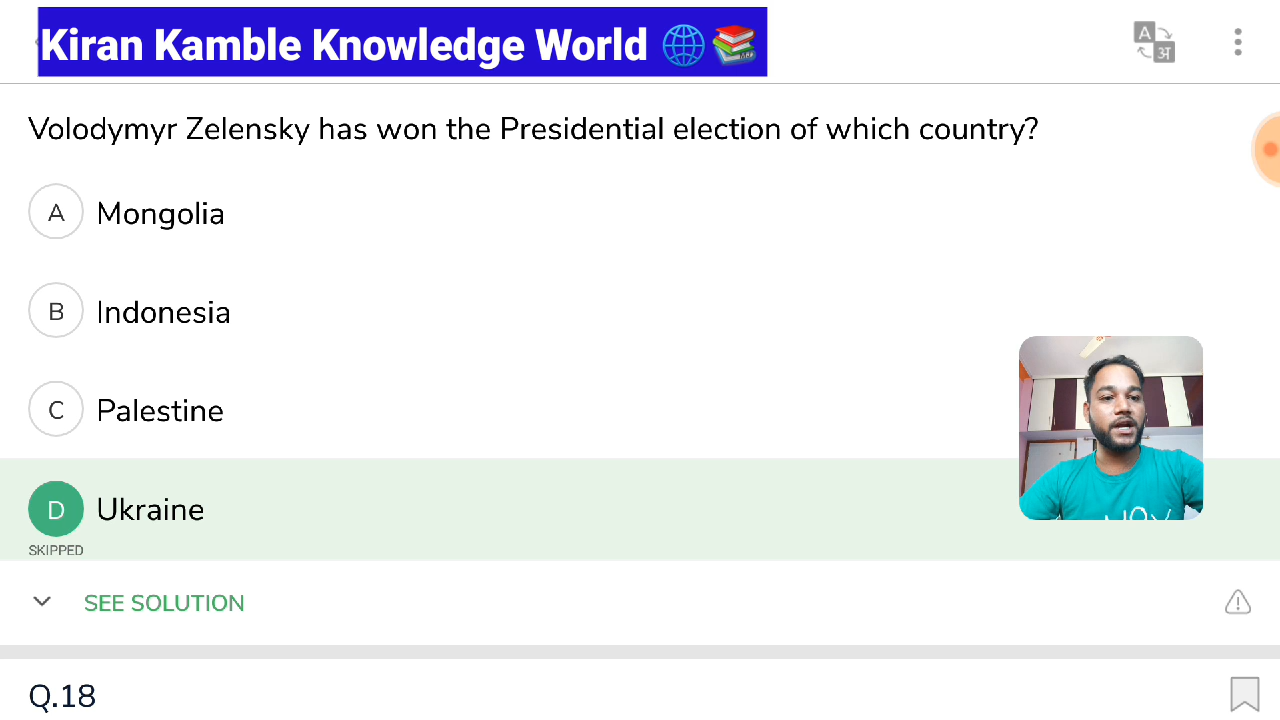 Kiran Kamble Knowledge World 🌐📚
Volodymyr Zelensky has won the Presidential election of which country?
A Mongolia
B Indonesia
C Palestine
D Ukraine
SKIPPED
SEE SOLUTION
Q.18